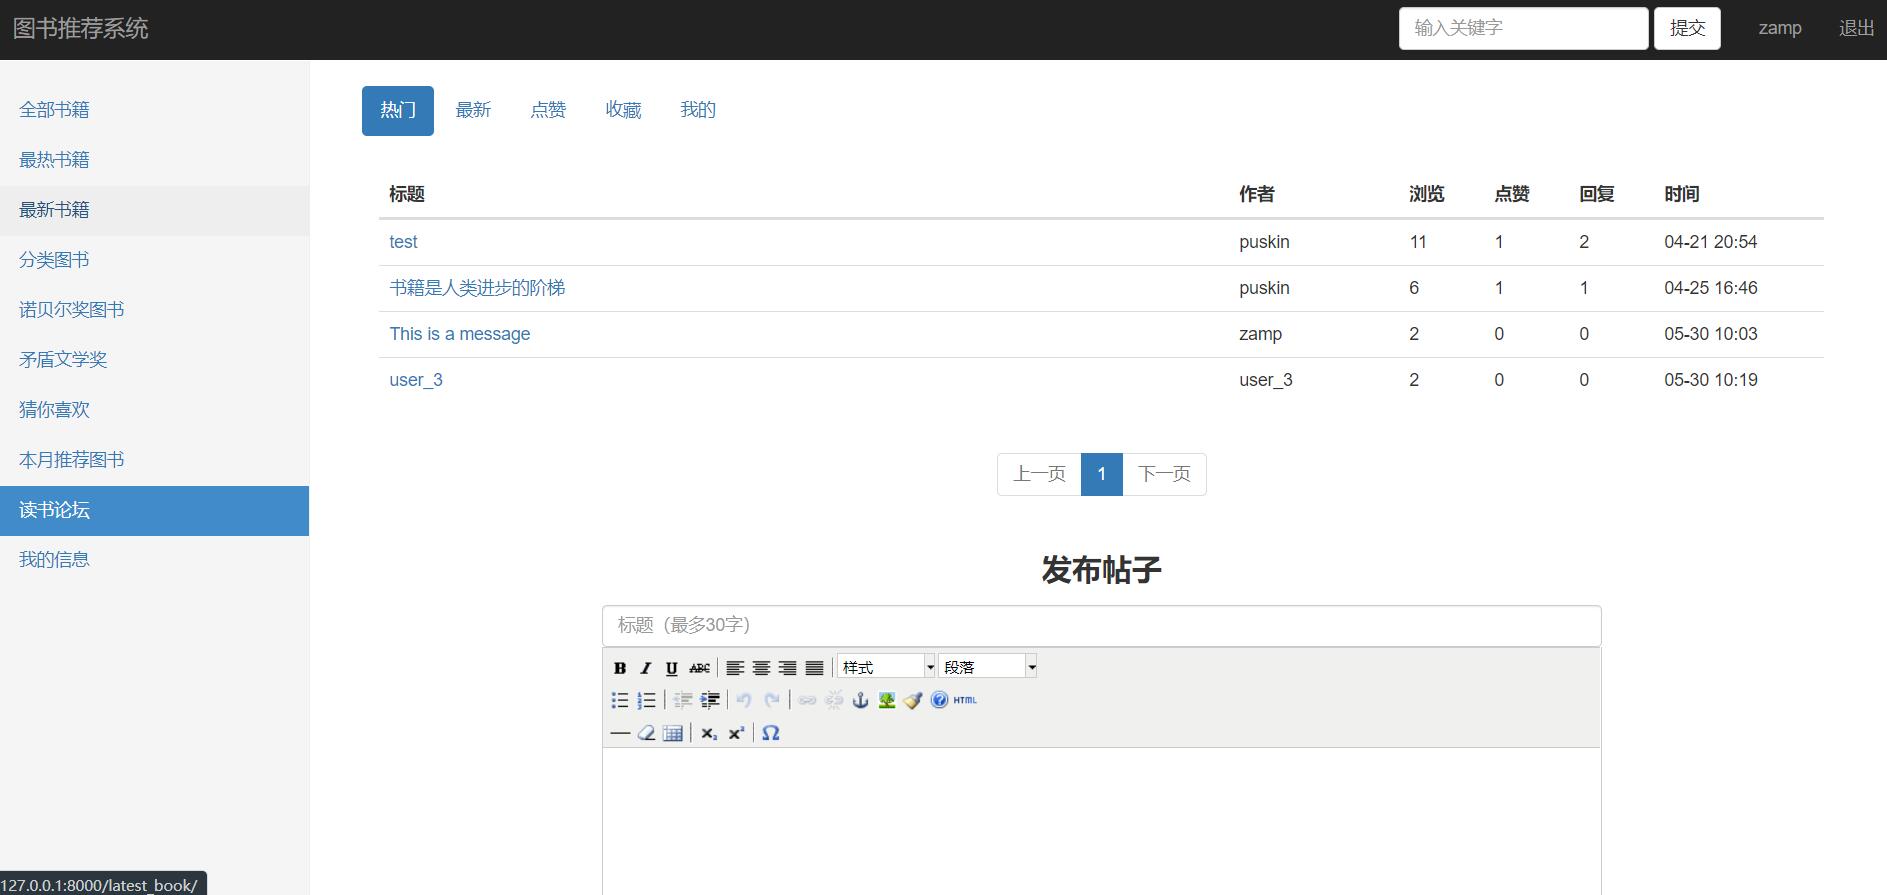 图书推荐系统 输入关键字 提交 zamp 退出
全部书籍
最热书籍
最新书籍
分类图书
诺贝尔奖图书
矛盾文学奖
猜你喜欢
本月推荐图书
读书论坛
我的信息
热门 最新 点赞 收藏 我的
标题 作者 浏览 点赞 回复 时间
test puskin 11 1 2 04-21 20:54
书籍是人类进步的阶梯 puskin 6 1 1 04-25 16:46
This is a message zamp 2 0 0 05-30 10:03
user_3 user_3 2 0 0 05-30 10:19
上一页 1 下一页
发布帖子
标题（最多30字）
B I U ABC 样式 段落
HTML
x₂ x² Ω
127.0.0.1:8000/latest_book/